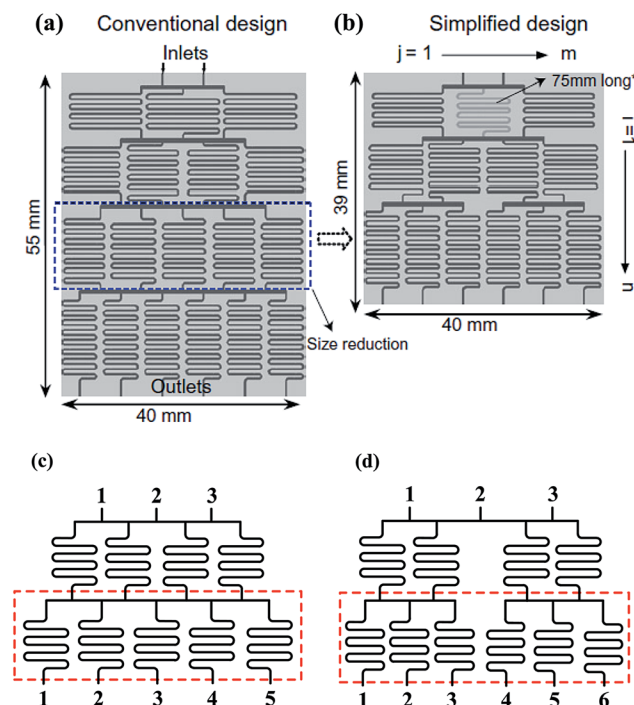 (a) Conventional design
Inlets
55 mm
Size reduction
Outlets
40 mm
(b) Simplified design
j = 1 m
75mm long*
i=1
39 mm
n
40 mm
(c)
1 2 3
1 2 3 4 5
(d)
1 2 3
1 2 3 4 5 6